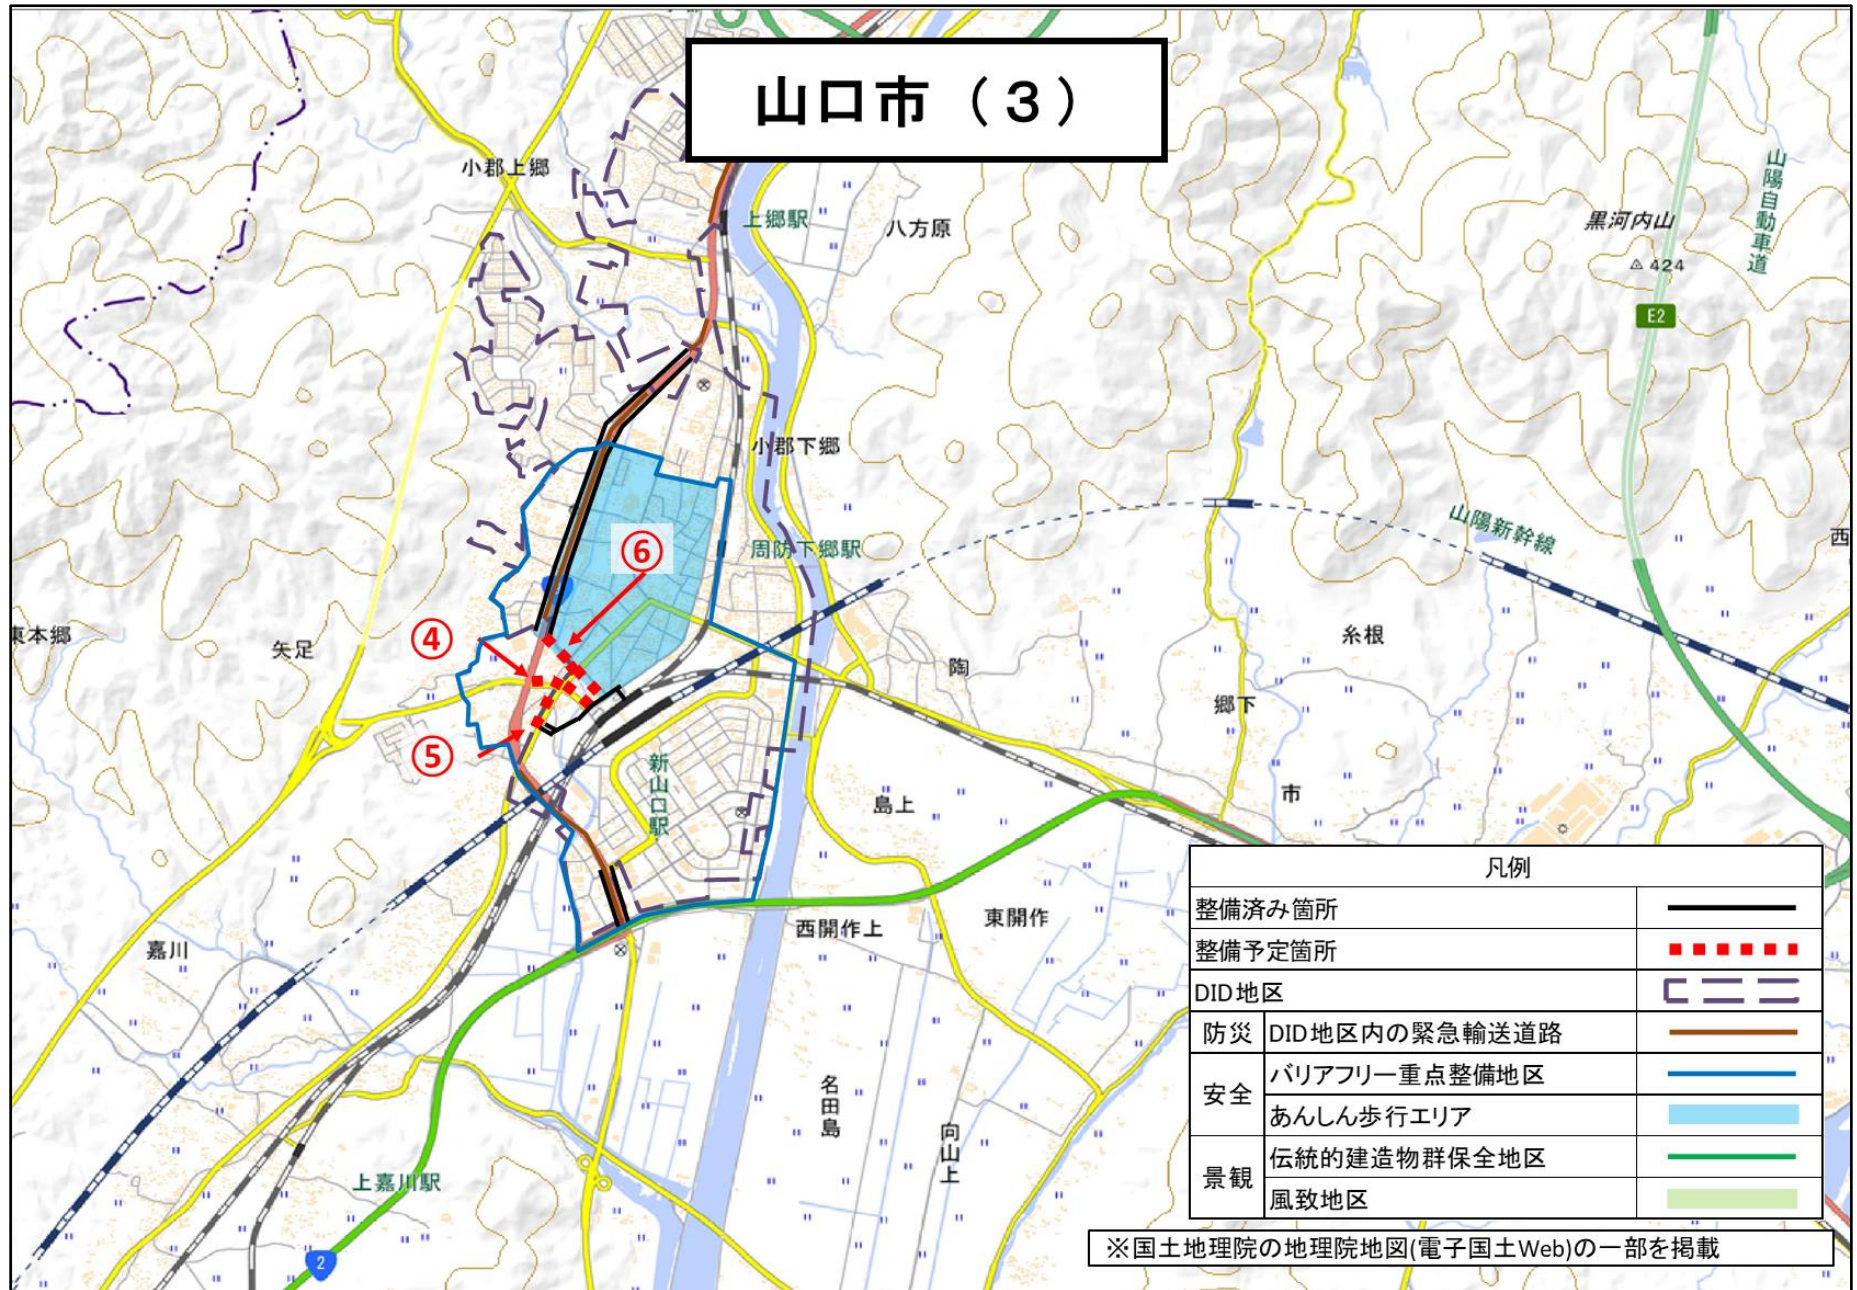 山口市（３）
小郡上郷
上郷駅
八方原
黒河内山
424
山陽自動車道
E2
小郡下郷
山陽新幹線
西
⑥
周防下郷駅
東本郷
矢足
④
糸根
陶
郷下
⑤
新山口駅
島上
市
西開作上
東開作
嘉川
名田島
向山上
上嘉川駅
2
凡例
整備済み箇所
整備予定箇所
DID地区
防災 DID地区内の緊急輸送道路
安全 バリアフリー重点整備地区
あんしん歩行エリア
景観 伝統的建造物群保全地区
風致地区
※国土地理院の地理院地図(電子国土Web)の一部を掲載